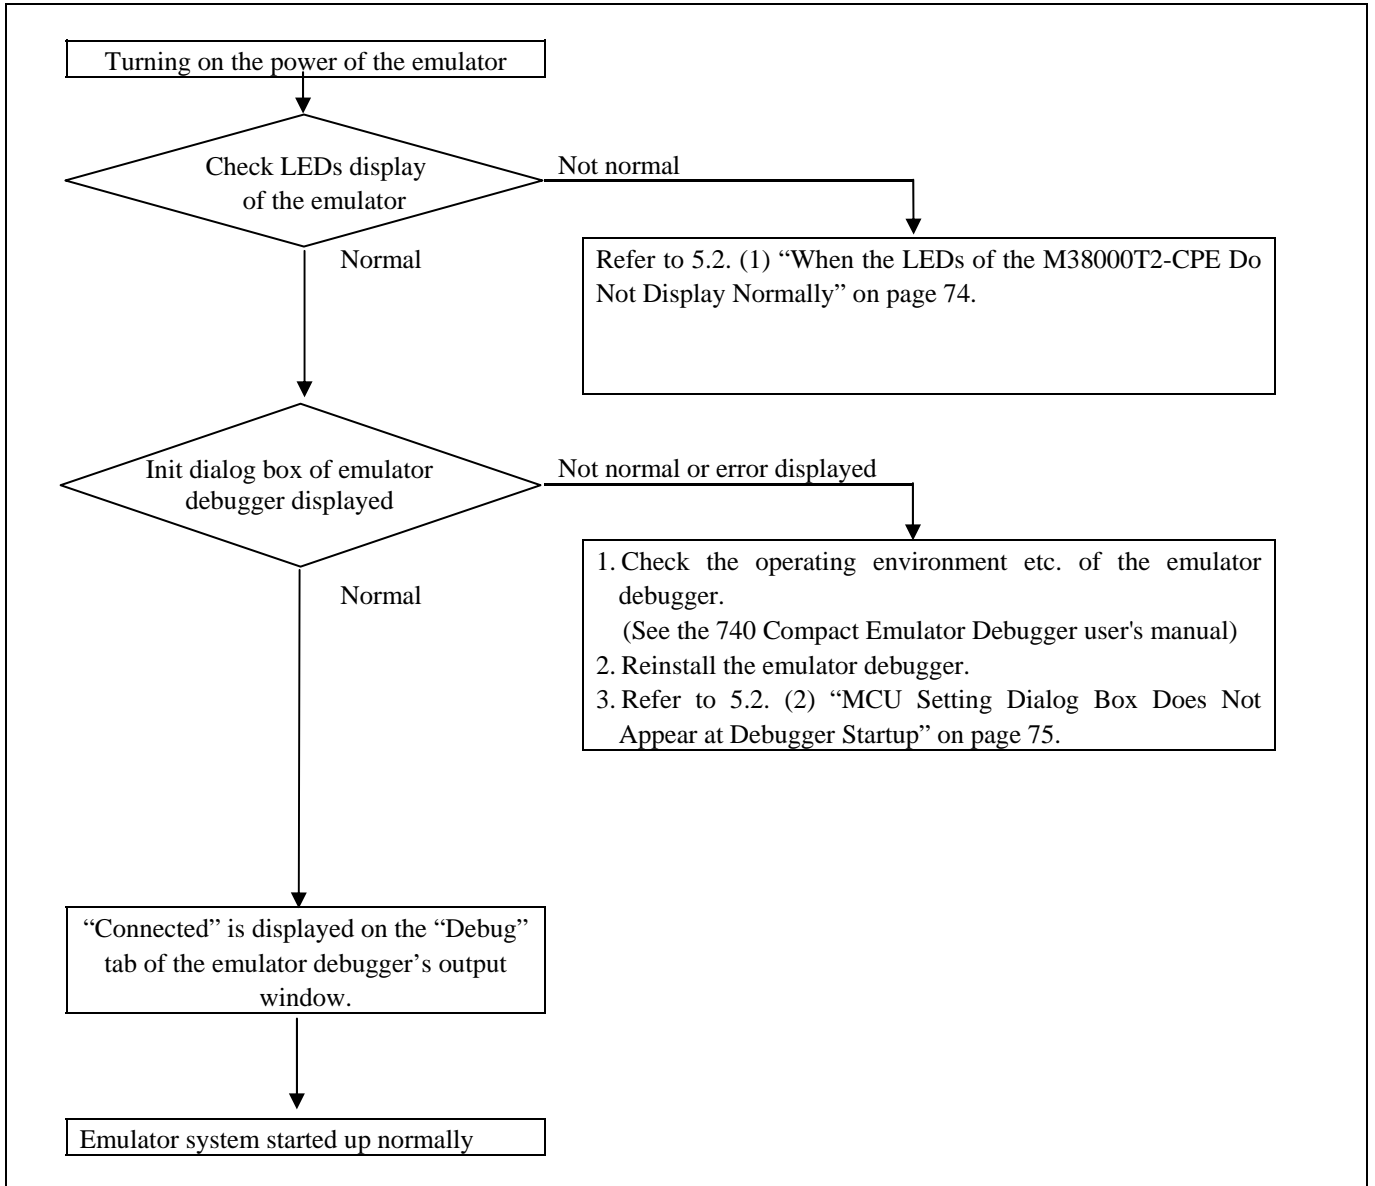 Turning on the power of the emulator
Check LEDs display
of the emulator
Not normal
Normal
Refer to 5.2. (1) “When the LEDs of the M38000T2-CPE Do
Not Display Normally” on page 74.
Init dialog box of emulator
debugger displayed
Not normal or error displayed
Normal
1. Check the operating environment etc. of the emulator
debugger.
(See the 740 Compact Emulator Debugger user's manual)
2. Reinstall the emulator debugger.
3. Refer to 5.2. (2) “MCU Setting Dialog Box Does Not
Appear at Debugger Startup” on page 75.
“Connected” is displayed on the “Debug”
tab of the emulator debugger’s output
window.
Emulator system started up normally